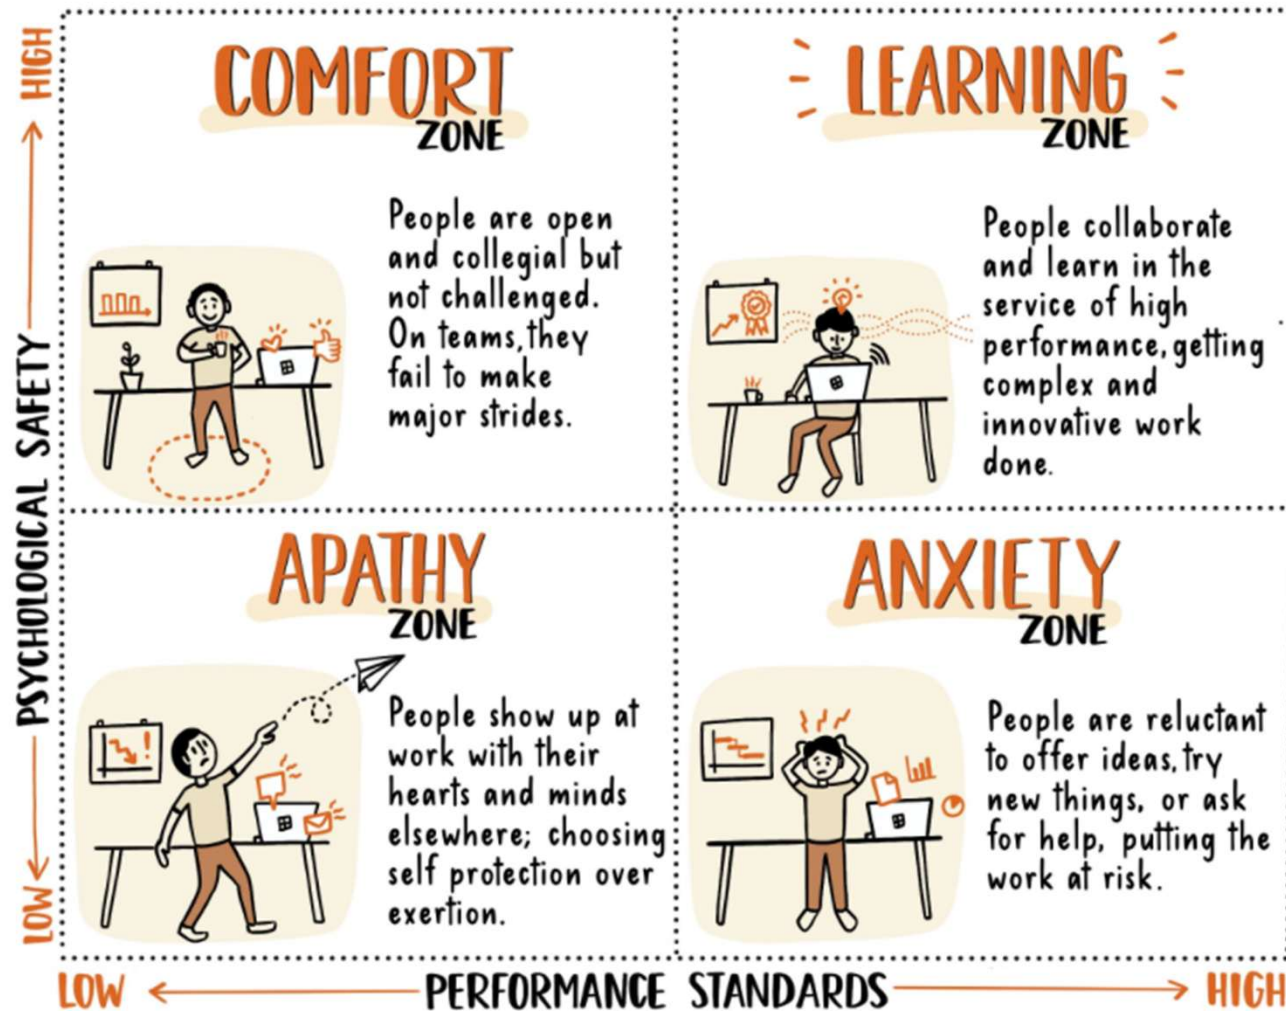 HIGH
PSYCHOLOGICAL SAFETY
LOW
COMFORT
ZONE
People are open
and collegial but
not challenged.
On teams, they
fail to make
major strides.
LEARNING
ZONE
People collaborate
and learn in the
service of high
performance, getting
complex and
innovative work
done.
APATHY
ZONE
People show up at
work with their
hearts and minds
elsewhere; choosing
self protection over
exertion.
ANXIETY
ZONE
People are reluctant
to offer ideas, try
new things, or ask
for help, putting the
work at risk.
LOW
PERFORMANCE STANDARDS
HIGH